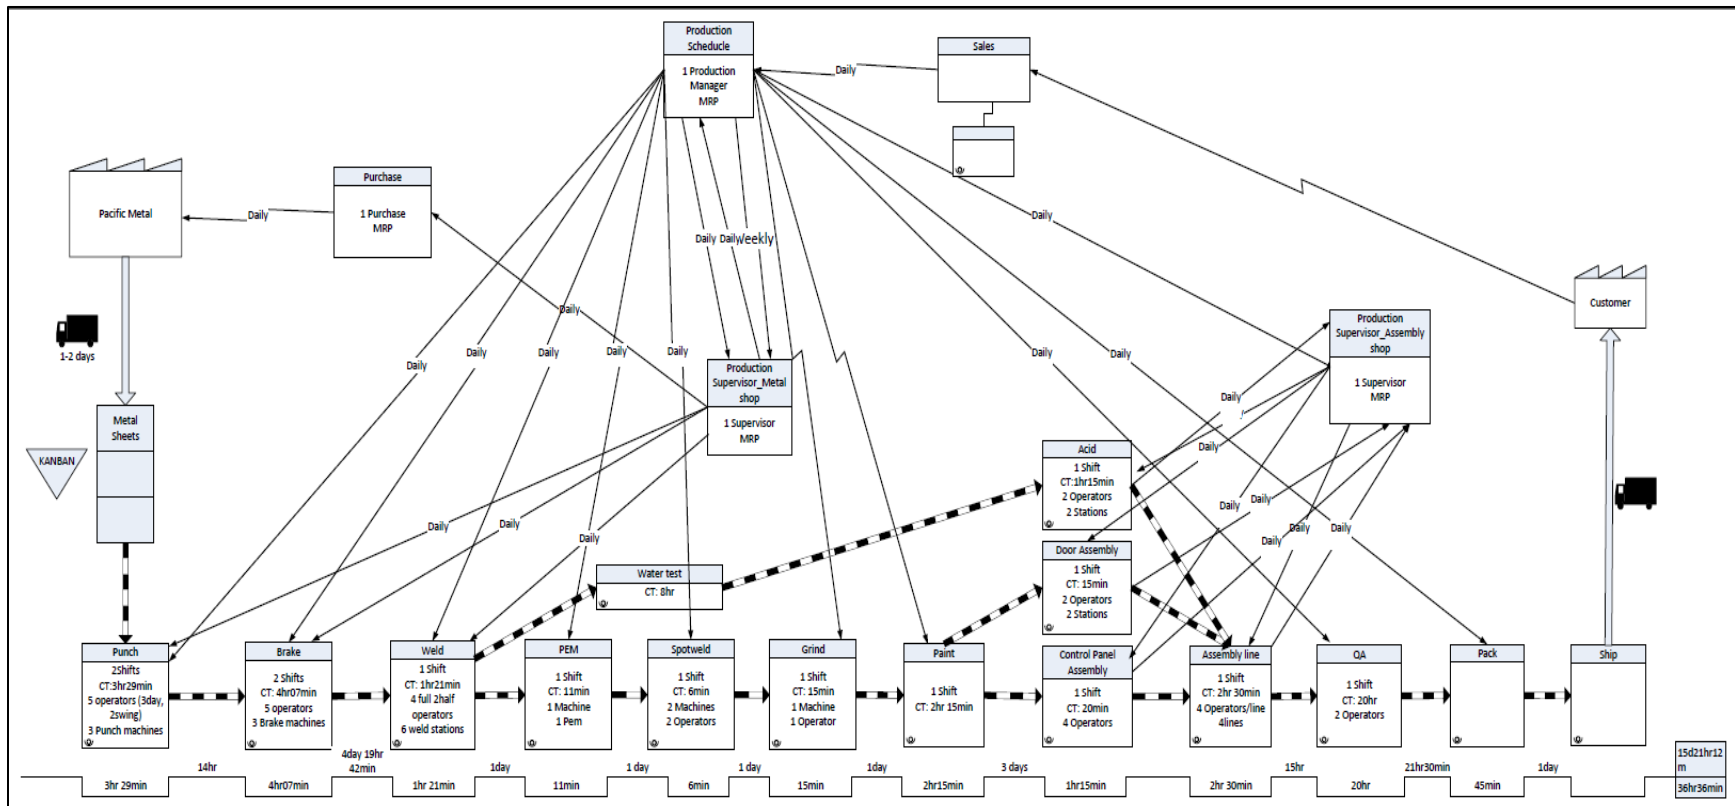 Production
Scheducle
1 Production
Manager
MRP
Sales
Daily
Purchase
1 Purchase
MRP
Daily
Pacific Metal
1-2 days
Metal
Sheets
KANBAN
Customer
Daily
Daily
Daily
Weekly
Daily
Daily
Daily
Daily
Daily
Daily
Daily
Daily
Production
Supervisor_Metal
shop
1 Supervisor
MRP
Production
Supervisor_Assembly
shop
1 Supervisor
MRP
Daily
Daily
Daily
Daily
Daily
Daily
Daily
Daily
Daily
Daily
Acid
1 Shift
CT:1hr15min
2 Operators
2 Stations
Door Assembly
1 Shift
CT: 15min
2 Operators
2 Stations
Water test
CT: 8hr
Punch
2Shifts
CT:3hr29min
5 operators (3day,
2swing)
3 Punch machines
Brake
2 Shifts
CT: 4hr07min
5 operators
3 Brake machines
Weld
1 Shift
CT: 1hr21min
4 full 2half
operators
6 weld stations
PEM
1 Shift
CT: 11min
1 Machine
1 Pem
Spotweld
1 Shift
CT: 6min
2 Machines
2 Operators
Grind
1 Shift
CT: 15min
1 Machine
1 Operator
Paint
1 Shift
CT: 2hr 15min
Control Panel
Assembly
1 Shift
CT: 20min
4 Operators
Assembly line
1 Shift
CT: 2hr 30min
4 Operators/line
4lines
QA
1 Shift
CT: 20hr
2 Operators
Pack
Ship
14hr
4day 19hr
42min
1day
1 day
1 day
1day
3 days
15hr
21hr30min
1day
15d21hr12
m
3hr 29min
4hr07min
1hr 21min
11min
6min
15min
2hr15min
1hr15min
2hr 30min
20hr
45min
36hr36min